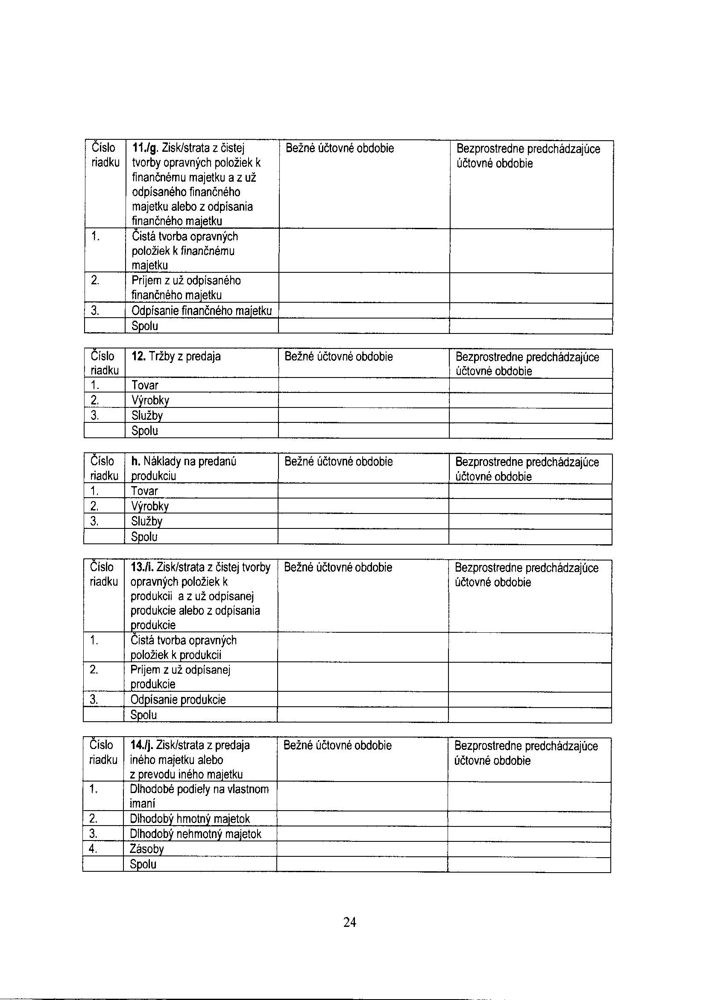 Číslo 11./g. Zisk/strata z čistej Bežné účtovné obdobie Bezprostredne predchádzajúce
riadku tvorby opravných položiek k účtovné obdobie
finančnému majetku a z už
odpísaného finančného
majetku alebo z odpísania
finančného majetku
1. Čistá tvorba opravných
položiek k finančnému
majetku
2. Príjem z už odpísaného
finančného majetku
3. Odpísanie finančného majetku
Spolu
Číslo 12. Tržby z predaja Bežné účtovné obdobie Bezprostredne predchádzajúce
riadku účtovné obdobie
1. Tovar
2. Výrobky
3. Služby
Spolu
Číslo h. Náklady na predanú Bežné účtovné obdobie Bezprostredne predchádzajúce
riadku produkciu účtovné obdobie
1. Tovar
2. Výrobky
3. Služby
Spolu
Číslo 13./i. Zisk/strata z čistej tvorby Bežné účtovné obdobie Bezprostredne predchádzajúce
riadku opravných položiek k účtovné obdobie
produkcii a z už odpísanej
produkcie alebo z odpísania
produkcie
1. Čistá tvorba opravných
položiek k produkcii
2. Príjem z už odpísanej
produkcie
3. Odpísanie produkcie
Spolu
Číslo 14./j. Zisk/strata z predaja Bežné účtovné obdobie Bezprostredne predchádzajúce
riadku iného majetku alebo účtovné obdobie
z prevodu iného majetku
1. Dlhodobé podiely na vlastnom
imaní
2. Dlhodobý hmotný majetok
3. Dlhodobý nehmotný majetok
4. Zásoby
Spolu
24